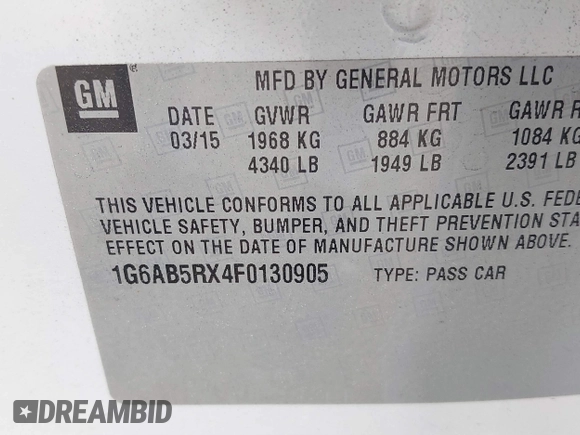 GM
MFD BY GENERAL MOTORS LLC
DATE GVWR GAWR FRT GAWR
03/15 1968 KG 884 KG 1084 KG
4340 LB 1949 LB 2391 LB
THIS VEHICLE CONFORMS TO ALL APPLICABLE U.S.
VEHICLE SAFETY, BUMPER, AND THEFT PREVENTION
EFFECT ON THE DATE OF MANUFACTURE SHOWN ABOVE.
1G6AB5RX4F0130905 TYPE: PASS CAR
DREAMBID